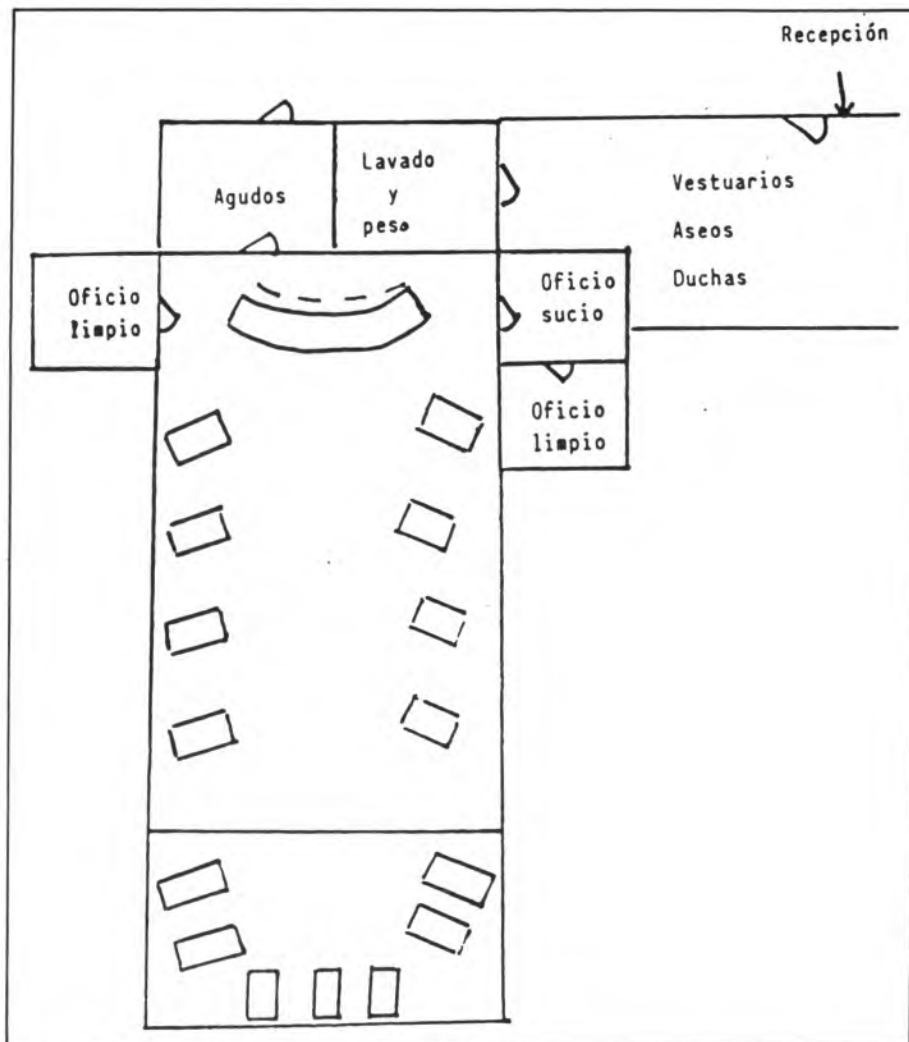 Recepción
Agudos
Lavado
y
peso
Vestuarios
Aseos
Duchas
Oficio
limpio
Oficio
sucio
Oficio
limpio